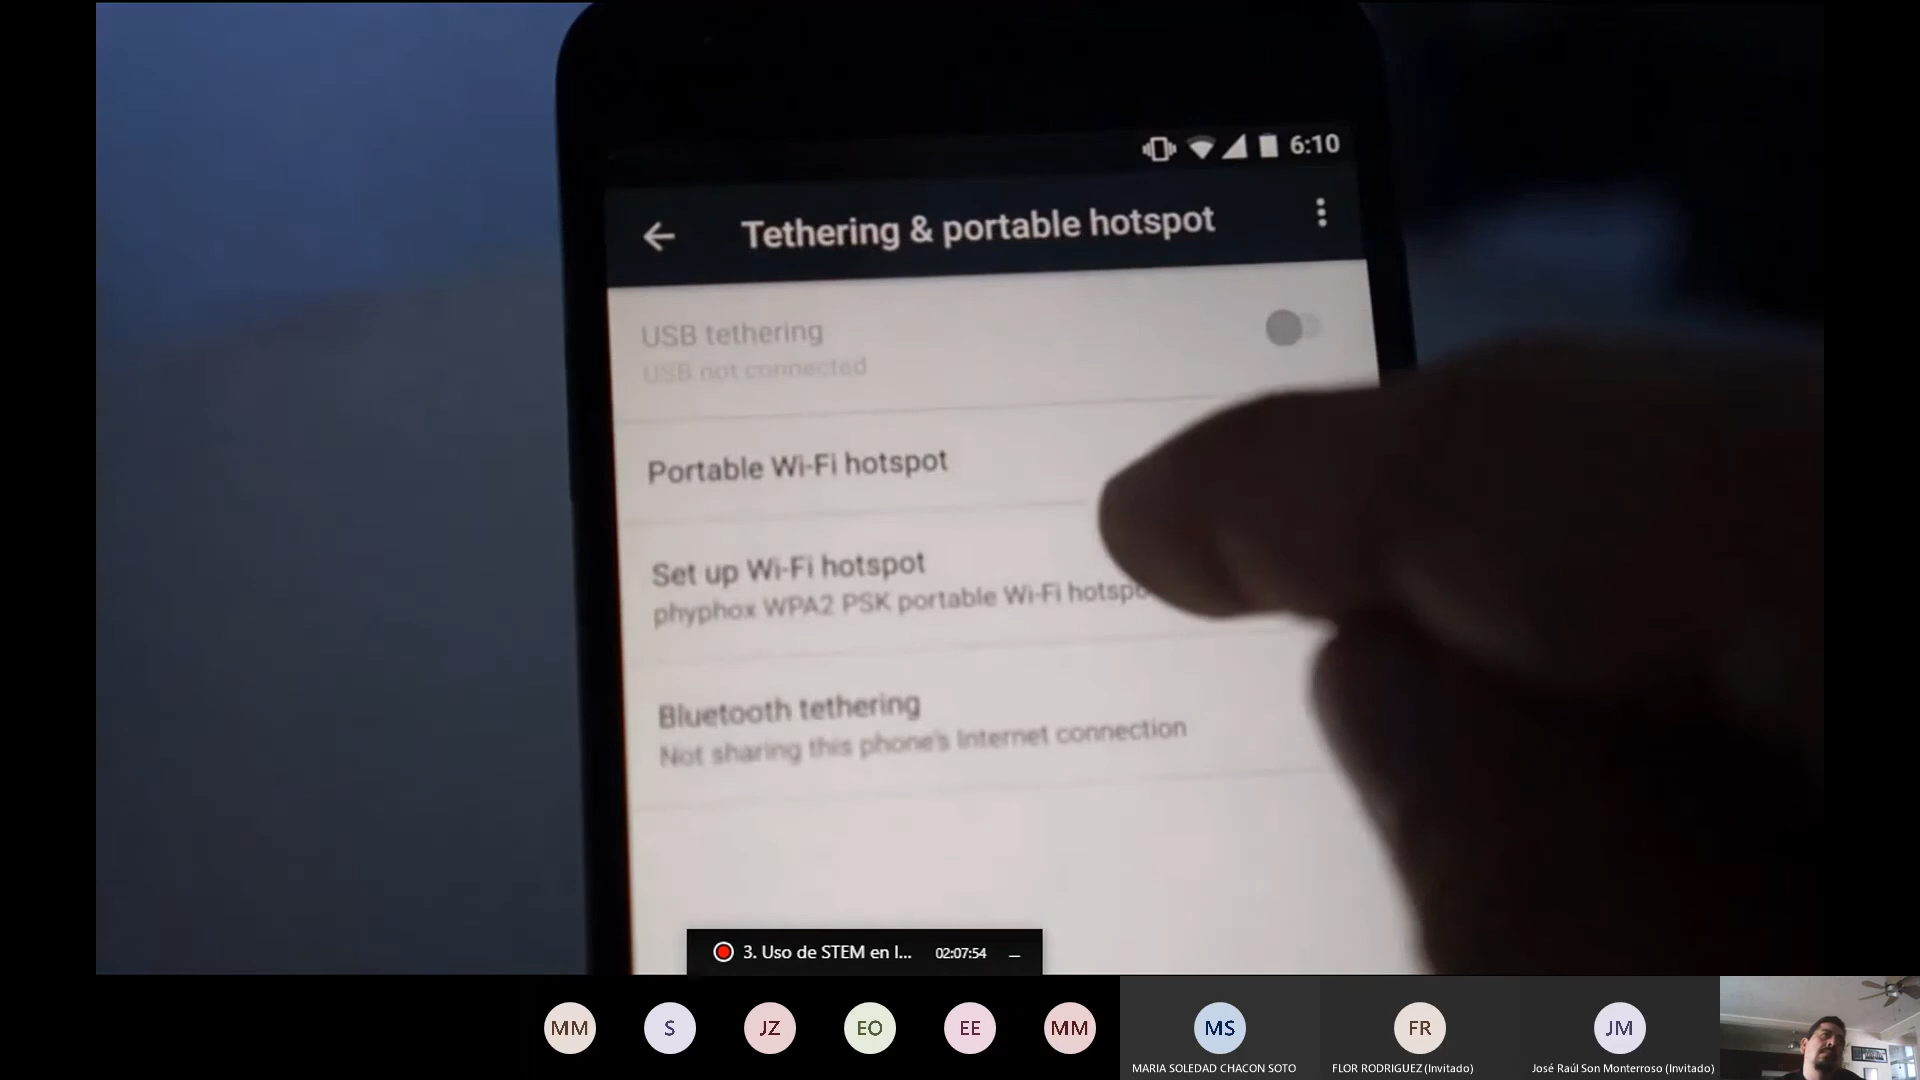 6:10
Tethering & portable hotspot
USB tethering
USB not connected
Portable Wi-Fi hotspot
Set up Wi-Fi hotspot
phyphox WPA2 PSK portable Wi-Fi hotspo
Bluetooth tethering
Not sharing this phone's Internet connection
3. Uso de STEM en l... 02:07:54
MM S JZ EO EE MM MS FR JM
MARIA SOLEDAD CHACON SOTO FLOR RODRIGUEZ (Invitado) José Raúl Son Monterroso (Invitado)